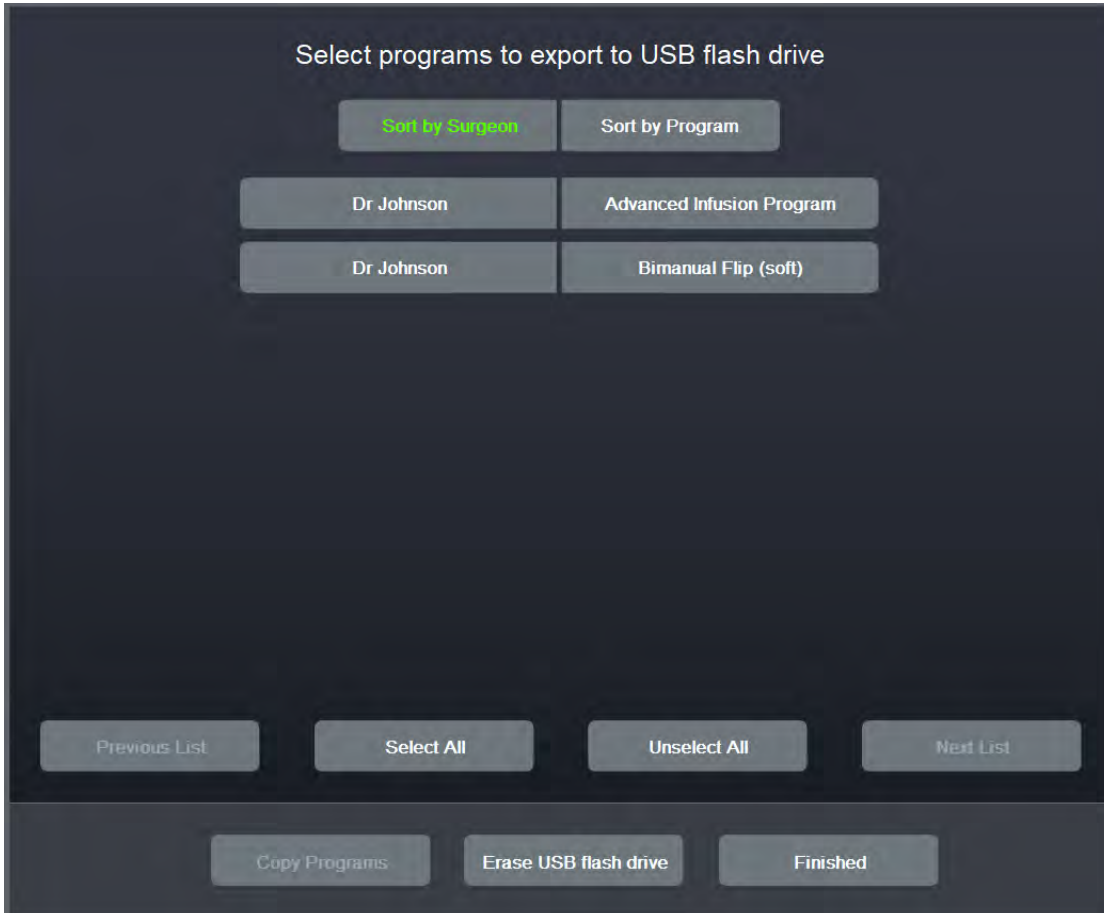 Select programs to export to USB flash drive
Sort by Surgeon Sort by Program
Dr Johnson Advanced Infusion Program
Dr Johnson Bimanual Flip (soft)
Previous List Select All Unselect All Next List
Copy Programs Erase USB flash drive Finished